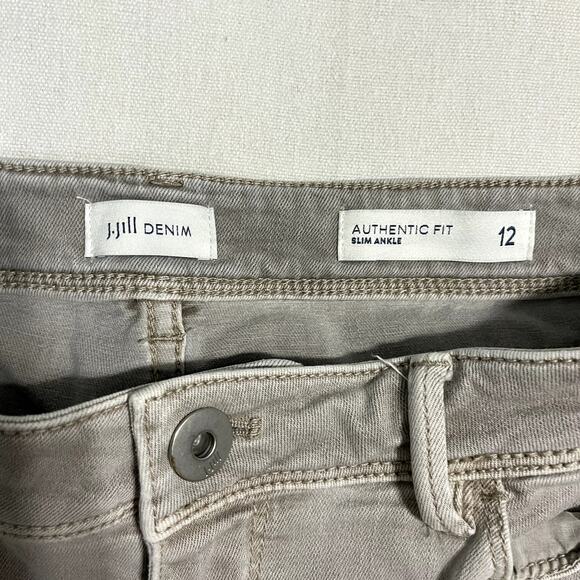 J.Jill DENIM
AUTHENTIC FIT
SLIM ANKLE
12